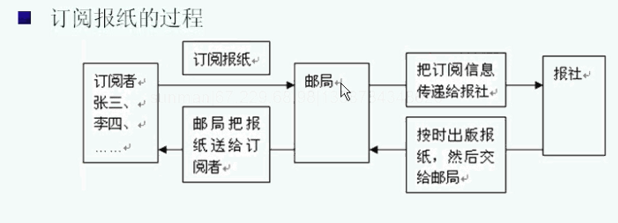 订阅报纸的过程
订阅者
张三、
李四、
……
订阅报纸
邮局把报
纸送给订
阅者
邮局
把订阅信息
传递给报社
按时出版报
纸，然后交
给邮局
报社